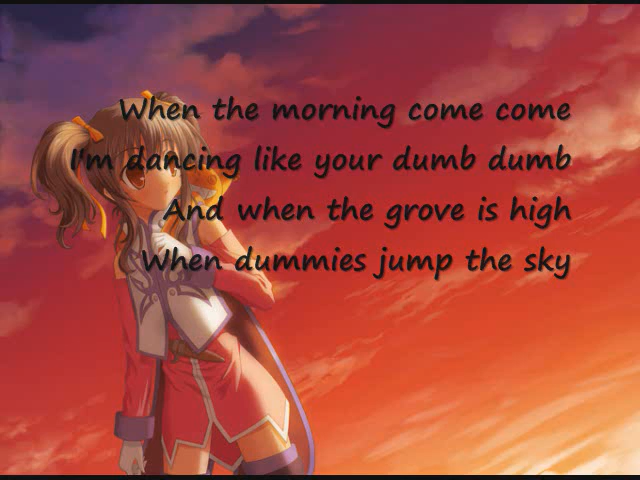 When the morning come come
I'm dancing like your dumb dumb
And when the grove is high
When dummies jump the sky